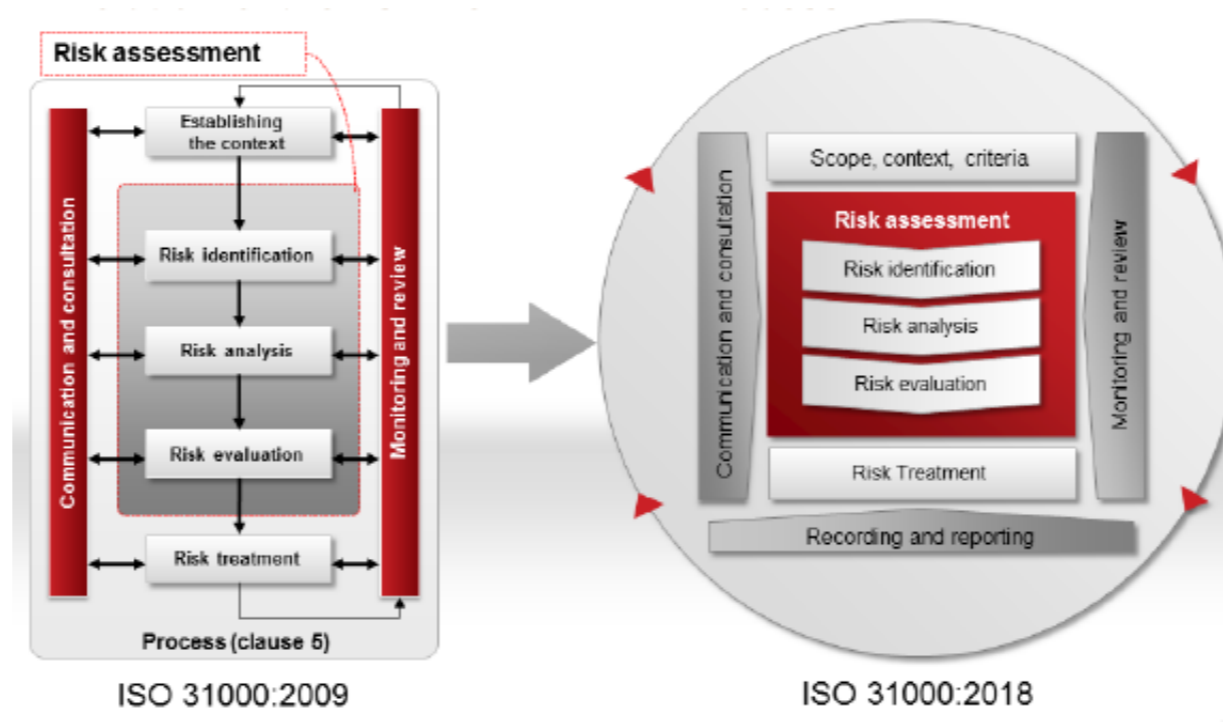 Risk assessment
Establishing
the context
Risk identification
Risk analysis
Risk evaluation
Risk treatment
Communication and consultation
Monitoring and review
Process (clause 5)
ISO 31000:2009
Scope, context, criteria
Risk assessment
Risk identification
Risk analysis
Risk evaluation
Risk Treatment
Communication and consultation
Monitoring and review
Recording and reporting
ISO 31000:2018